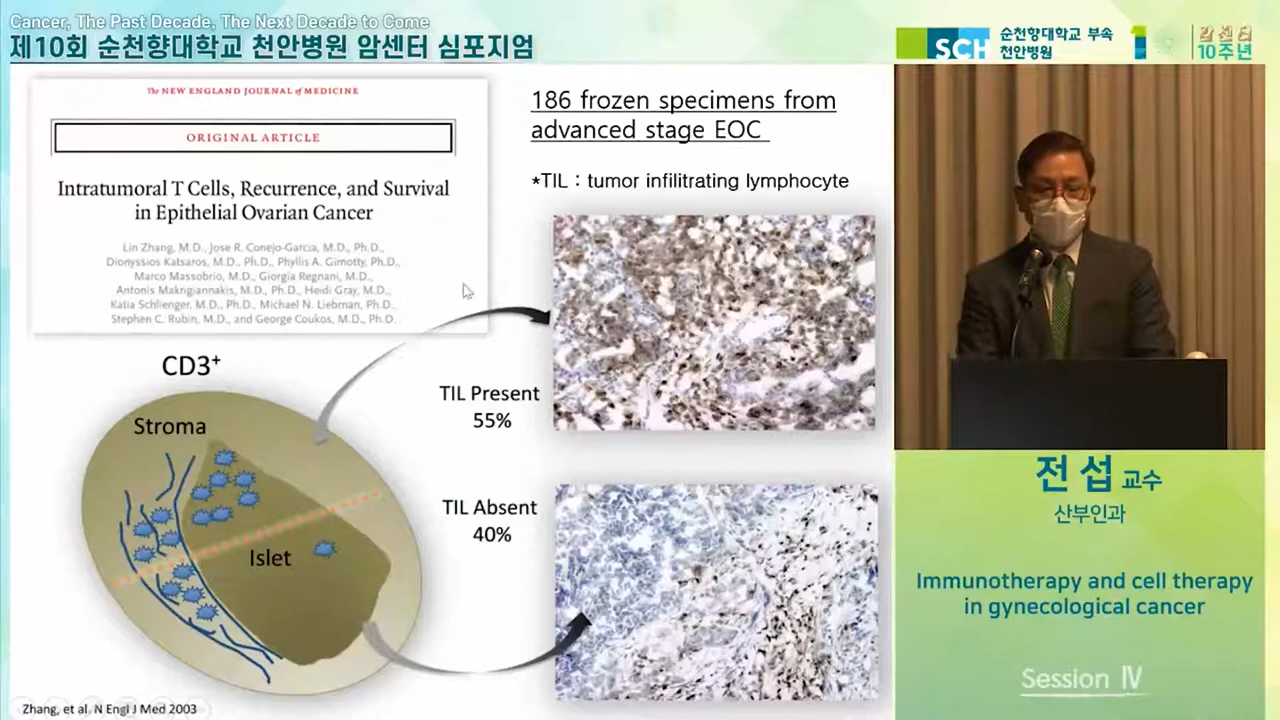 Cancer, The Past Decade, The Next Decade to Come
제10회 순천향대학교 천안병원 암센터 심포지엄
SCH
순천향대학교 부속
천안병원
암센터
10주년
The NEW ENGLAND JOURNAL of MEDICINE
ORIGINAL ARTICLE
Intratumoral T Cells, Recurrence, and Survival
in Epithelial Ovarian Cancer
Lin Zhang, M.D., Jose R. Conejo-Garcia, M.D., Ph.D.,
Dionyssios Katsaros, M.D., Ph.D., Phyllis A. Gimotty, Ph.D.,
Marco Massobrio, M.D., Giorgia Regnani, M.D.,
Antonis Makrigiannakis, M.D., Ph.D., Heidi Gray, M.D.,
Katia Schlienger, M.D., Ph.D., Michael N. Liebman, Ph.D.,
Stephen C. Rubin, M.D., and George Coukos, M.D., Ph.D.
186 frozen specimens from
advanced stage EOC
*TIL : tumor infilitrating lymphocyte
CD3+
Stroma
Islet
TIL Present
55%
TIL Absent
40%
Zhang, et al. N Engl J Med 2003
전 섭 교수
산부인과
Immunotherapy and cell therapy
in gynecological cancer
Session Ⅳ